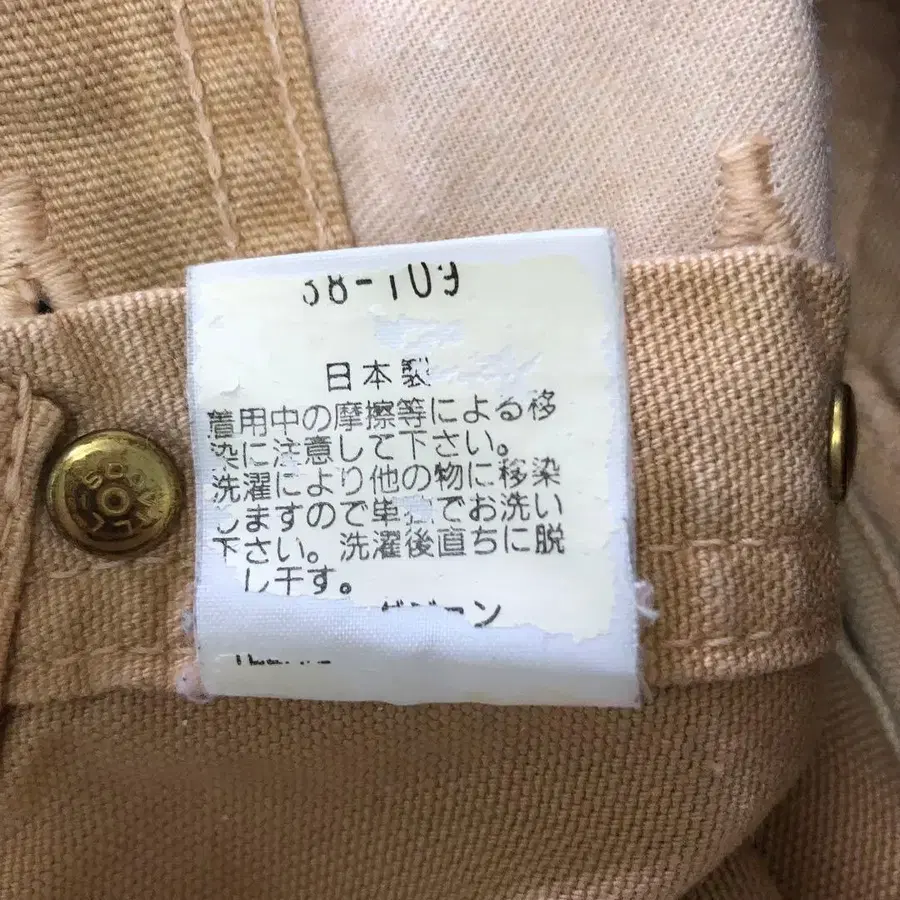 38-109
日本製
着用中の摩擦等による移
染に注意して下さい。
洗濯により他の物に移染
しますので単独でお洗い
下さい。洗濯後直ちに脱
し干す。